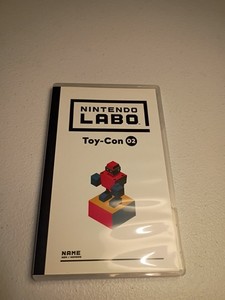 NINTENDO
LABO
Toy-Con 02
NAME